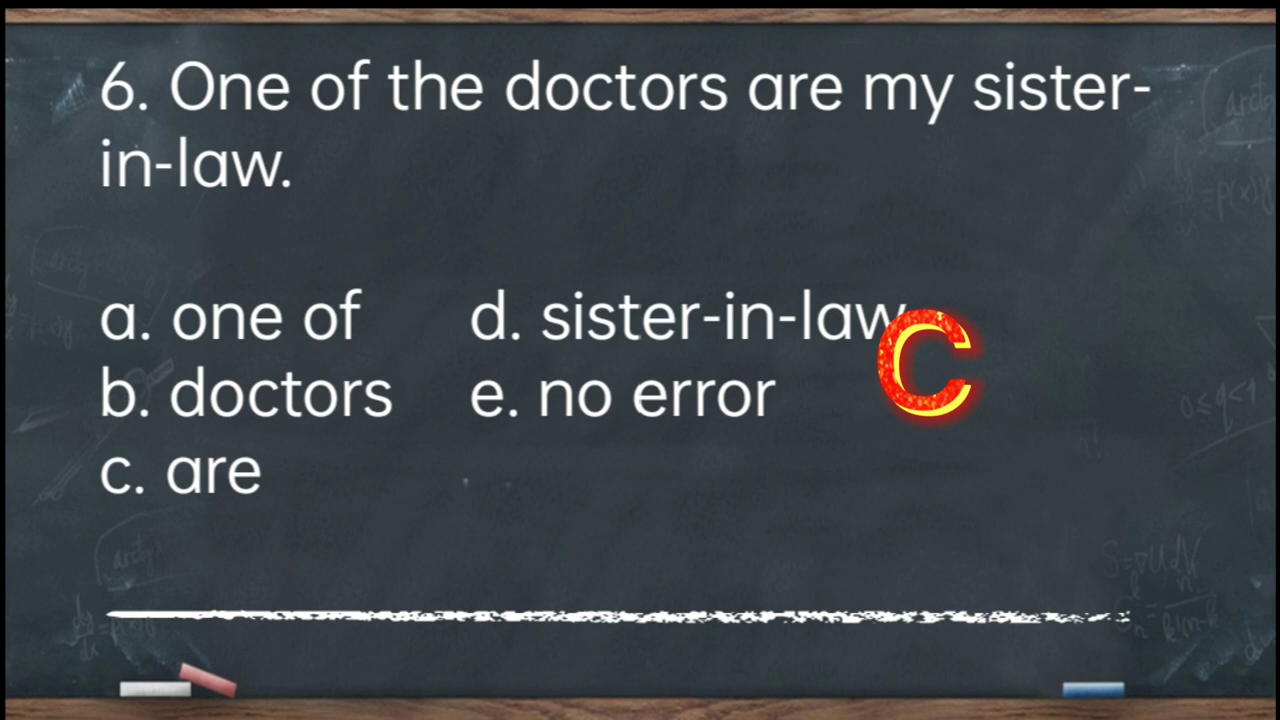 6. One of the doctors are my sister-
in-law.
a. one of
b. doctors
c. are
d. sister-in-law
e. no error
C